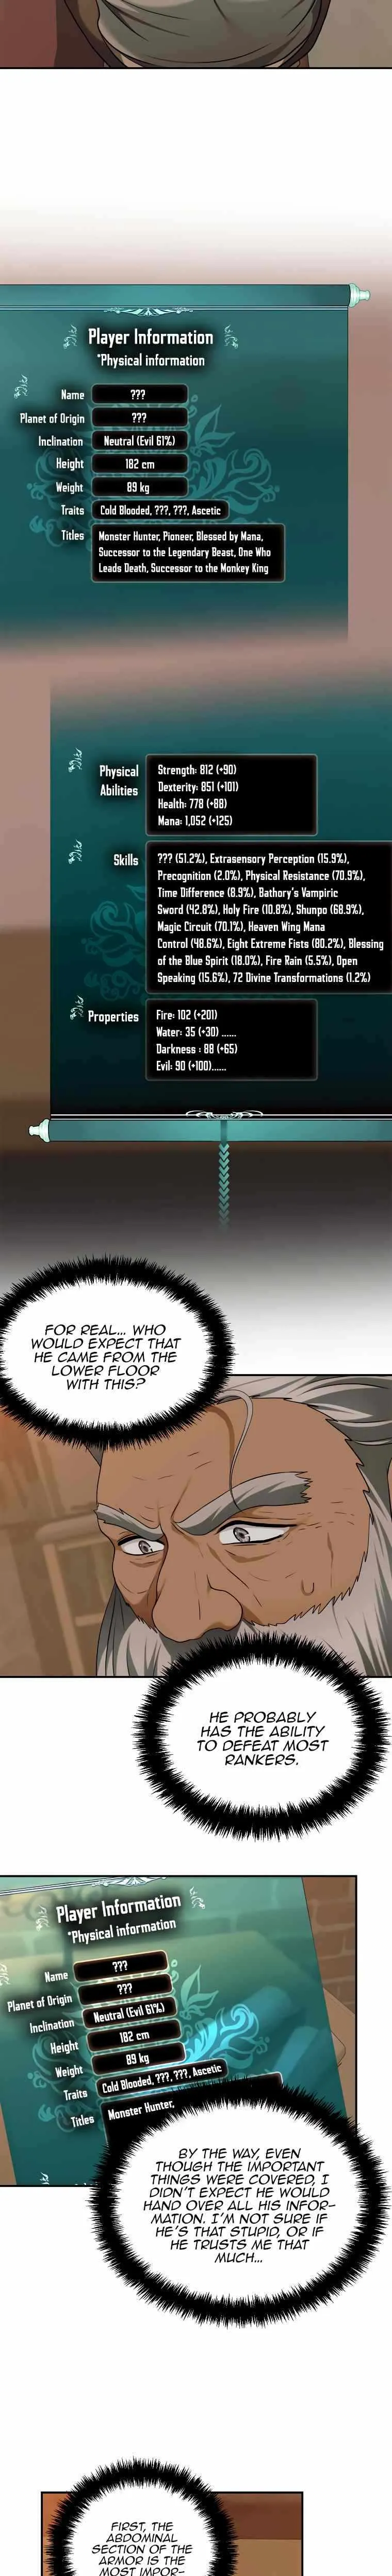 Player Information
*Physical information
Name ???
Planet of Origin ???
Inclination Neutral (Evil 61%)
Height 182 cm
Weight 89 kg
Traits Cold Blooded, ???, ???, Ascetic
Titles Monster Hunter, Pioneer, Blessed by Mana,
Successor to the Legendary Beast, One Who
Leads Death, Successor to the Monkey King
Physical
Abilities
Strength: 812 (+90)
Dexterity: 851 (+101)
Health: 778 (+88)
Mana: 1,052 (+125)
Skills ??? (51.2%), Extrasensory Perception (15.9%),
Precognition (2.0%), Physical Resistance (70.9%),
Time Difference (8.9%), Bathory's Vampiric
Sword (42.8%), Holy Fire (10.8%), Shunpo (68.9%),
Magic Circuit (70.1%), Heaven Wing Mana
Control (48.6%), Eight Extreme Fists (80.2%), Blessing
of the Blue Spirit (18.0%), Fire Rain (5.5%), Open
Speaking (15.6%), 72 Divine Transformations (1.2%)
Properties Fire: 102 (+201)
Water: 35 (+30) ......
Darkness : 88 (+65)
Evil: 90 (+100)......
FOR REAL... WHO
WOULD EXPECT THAT
HE CAME FROM THE
LOWER FLOOR
WITH THIS?
HE PROBABLY
HAS THE ABILITY
TO DEFEAT MOST
RANKERS.
Player Information
*Physical information
Name ???
Planet of Origin ???
Inclination Neutral (Evil 61%)
Height 182 cm
Weight 89 kg
Traits Cold Blooded, ???, ???, Ascetic
Titles Monster Hunter,
BY THE WAY, EVEN
THOUGH THE IMPORTANT
THINGS WERE COVERED, I
DIDN'T EXPECT HE WOULD
HAND OVER ALL HIS INFOR-
MATION. I'M NOT SURE IF
HE'S THAT STUPID, OR IF
HE TRUSTS ME THAT
MUCH...
FIRST, THE
ABDOMINAL
SECTION OF THE
ARMOR IS THE
MOST IMPOR-